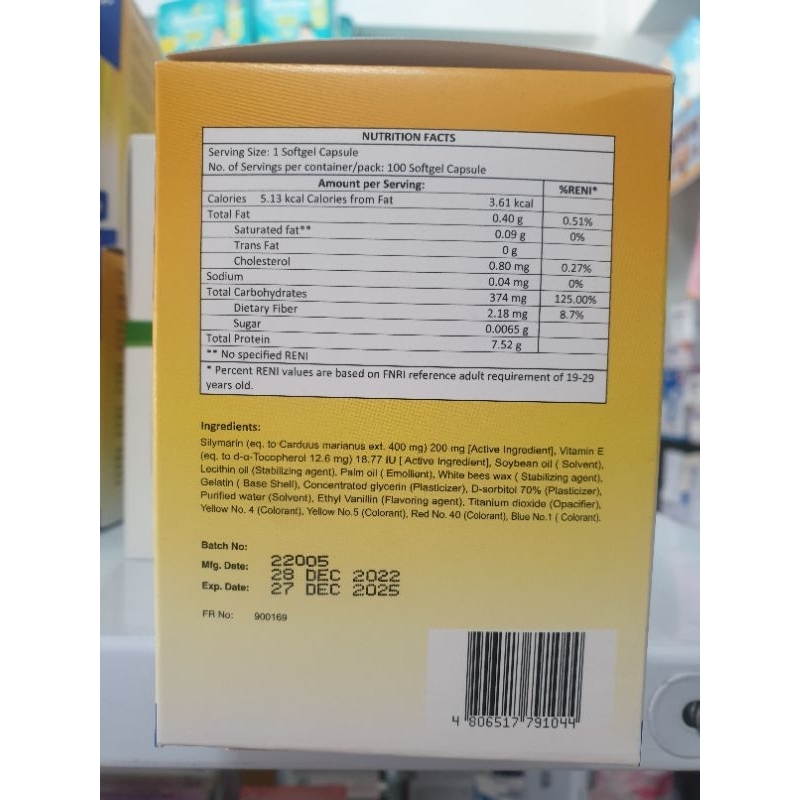 NUTRITION FACTS
Serving Size: 1 Softgel Capsule
No. of Servings per container/pack: 100 Softgel Capsule
Amount per Serving: %RENI*
Calories 5.13 kcal Calories from Fat 3.61 kcal
Total Fat 0.40 g 0.51%
Saturated fat** 0.09 g 0%
Trans Fat 0 g
Cholesterol 0.80 mg 0.27%
Sodium 0.04 mg 0%
Total Carbohydrates 374 mg 125.00%
Dietary Fiber 2.18 mg 8.7%
Sugar 0.0065 g
Total Protein 7.52 g
** No specified RENI
* Percent RENI values are based on FNRI reference adult requirement of 19-29
years old.
Ingredients:
Silymarin (eq. to Carduus marianus ext. 400 mg) 200 mg [Active Ingredient], Vitamin E
(eq. to d-α-Tocopherol 12.6 mg) 18.77 IU [ Active Ingredient], Soybean oil ( Solvent),
Lecithin oil (Stabilizing agent), Palm oil ( Emollient), White bees wax ( Stabilizing agent),
Gelatin ( Base Shell), Concentrated glycerin (Plasticizer), D-sorbitol 70% (Plasticizer),
Purified water (Solvent), Ethyl Vanillin (Flavoring agent), Titanium dioxide (Opacifier),
Yellow No. 4 (Colorant), Yellow No.5 (Colorant), Red No. 40 (Colorant), Blue No.1 ( Colorant).
Batch No: 22005
Mfg. Date: 28 DEC 2022
Exp. Date: 27 DEC 2025
FR No: 900169
4 806517 791044